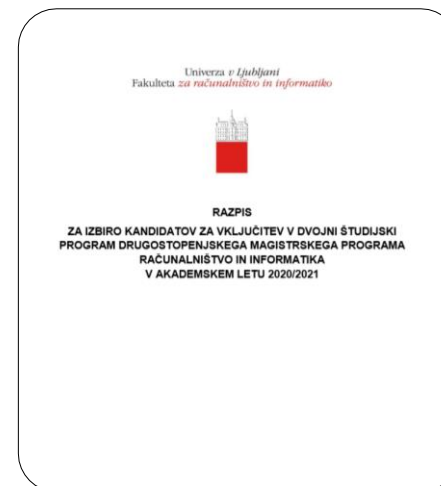 Univerza v Ljubljani
Fakulteta za računalništvo in informatiko
RAZPIS
ZA IZBIRO KANDIDATOV ZA VKLJUČITEV V DVOJNI ŠTUDIJSKI
PROGRAM DRUGOSTOPENJSKEGA MAGISTRSKEGA PROGRAMA
RAČUNALNIŠTVO IN INFORMATIKA
V AKADEMSKEM LETU 2020/2021